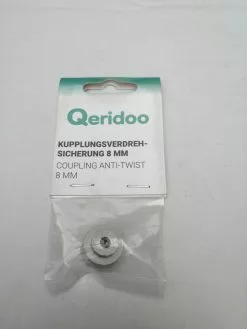 Qeridoo
KUPPLUNGSVERDREH-
SICHERUNG 8 MM
COUPLING ANTI-TWIST
8 MM